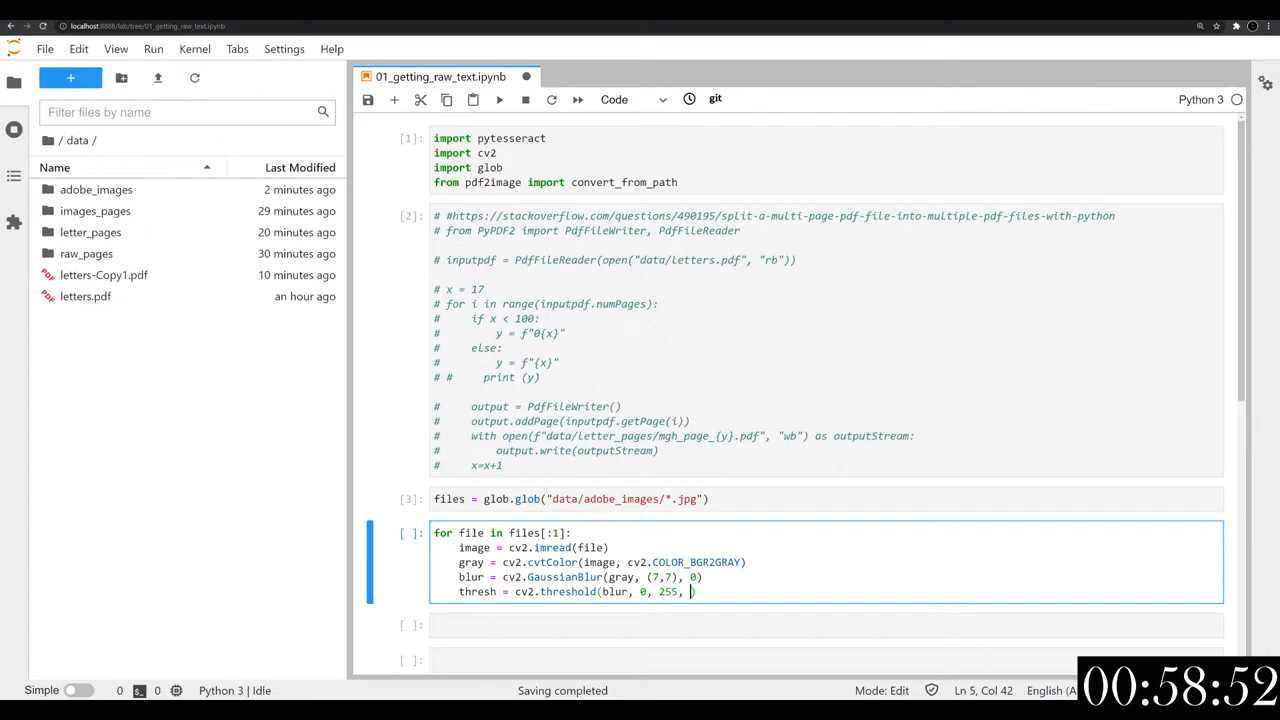 localhost:8888/lab/tree/01_getting_raw_text.ipynb
File Edit View Run Kernel Tabs Settings Help
Filter files by name
/ data /
Name Last Modified
adobe_images 2 minutes ago
images_pages 29 minutes ago
letter_pages 20 minutes ago
raw_pages 30 minutes ago
PDF letters-Copy1.pdf 10 minutes ago
PDF letters.pdf an hour ago
01_getting_raw_text.ipynb
Code git Python 3
[1]: import pytesseract
import cv2
import glob
from pdf2image import convert_from_path
[2]: # #https://stackoverflow.com/questions/490195/split-a-multi-page-pdf-file-into-multiple-pdf-files-with-python
# from PyPDF2 import PdfFileWriter, PdfFileReader
# inputpdf = PdfFileReader(open("data/letters.pdf", "rb"))
# x = 17
# for i in range(inputpdf.numPages):
#     if x < 100:
#         y = f"0{x}"
#     else:
#         y = f"{x}"
# #     print (y)
#     output = PdfFileWriter()
#     output.addPage(inputpdf.getPage(i))
#     with open(f"data/letter_pages/mgh_page_{y}.pdf", "wb") as outputStream:
#         output.write(outputStream)
#     x=x+1
[3]: files = glob.glob("data/adobe_images/*.jpg")
[ ]: for file in files[:1]:
image = cv2.imread(file)
gray = cv2.cvtColor(image, cv2.COLOR_BGR2GRAY)
blur = cv2.GaussianBlur(gray, (7,7), 0)
thresh = cv2.threshold(blur, 0, 255, )
[ ]:
[ ]:
Simple 0 $_ 0 Python 3 | Idle Saving completed Mode: Edit Ln 5, Col 42 English (A
00:58:52